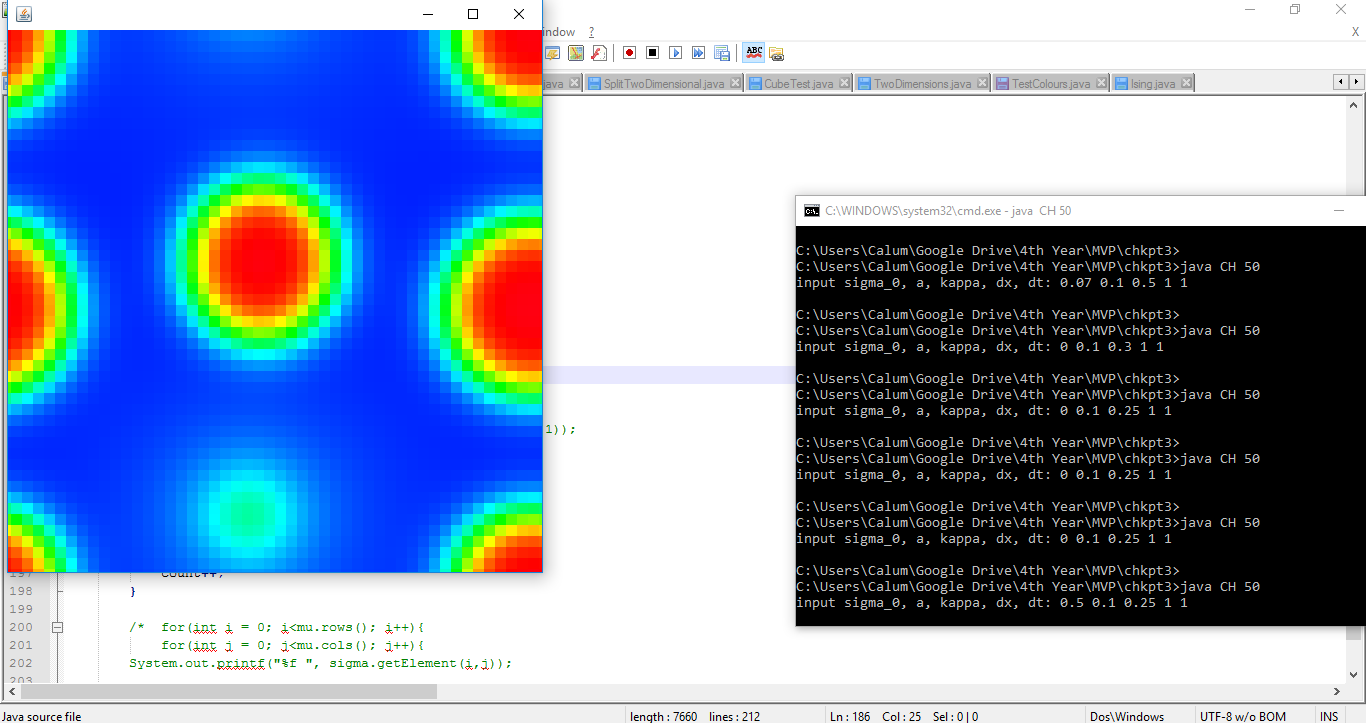 indow ?
X
ABC
java SplitTwoDimensional.java CubeTest.java TwoDimensions.java TestColours.java Ising.java
1));
198 }
199
200 /* for(int i = 0; i<mu.rows(); i++){
201 for(int j = 0; j<mu.cols(); j++){
202 System.out.printf("%f ", sigma.getElement(i,j));
203
C:\WINDOWS\system32\cmd.exe - java CH 50
C:\Users\Calum\Google Drive\4th Year\MVP\chkpt3>
C:\Users\Calum\Google Drive\4th Year\MVP\chkpt3>java CH 50
input sigma_0, a, kappa, dx, dt: 0.07 0.1 0.5 1 1
C:\Users\Calum\Google Drive\4th Year\MVP\chkpt3>
C:\Users\Calum\Google Drive\4th Year\MVP\chkpt3>java CH 50
input sigma_0, a, kappa, dx, dt: 0 0.1 0.3 1 1
C:\Users\Calum\Google Drive\4th Year\MVP\chkpt3>
C:\Users\Calum\Google Drive\4th Year\MVP\chkpt3>java CH 50
input sigma_0, a, kappa, dx, dt: 0 0.1 0.25 1 1
C:\Users\Calum\Google Drive\4th Year\MVP\chkpt3>
C:\Users\Calum\Google Drive\4th Year\MVP\chkpt3>java CH 50
input sigma_0, a, kappa, dx, dt: 0 0.1 0.25 1 1
C:\Users\Calum\Google Drive\4th Year\MVP\chkpt3>
C:\Users\Calum\Google Drive\4th Year\MVP\chkpt3>java CH 50
input sigma_0, a, kappa, dx, dt: 0 0.1 0.25 1 1
C:\Users\Calum\Google Drive\4th Year\MVP\chkpt3>
C:\Users\Calum\Google Drive\4th Year\MVP\chkpt3>java CH 50
input sigma_0, a, kappa, dx, dt: 0.5 0.1 0.25 1 1
Java source file length : 7660 lines : 212 Ln : 186 Col : 25 Sel : 0 | 0 Dos\Windows UTF-8 w/o BOM INS